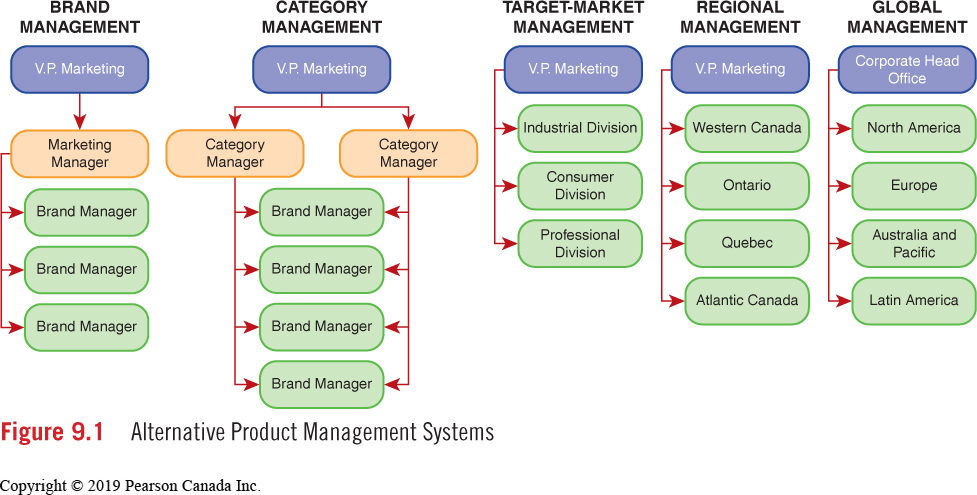 BRAND
MANAGEMENT
V.P. Marketing
Marketing
Manager
Brand Manager
Brand Manager
Brand Manager
CATEGORY
MANAGEMENT
V.P. Marketing
Category
Manager
Category
Manager
Brand Manager
Brand Manager
Brand Manager
Brand Manager
TARGET-MARKET
MANAGEMENT
V.P. Marketing
Industrial Division
Consumer
Division
Professional
Division
REGIONAL
MANAGEMENT
V.P. Marketing
Western Canada
Ontario
Quebec
Atlantic Canada
GLOBAL
MANAGEMENT
Corporate Head
Office
North America
Europe
Australia and
Pacific
Latin America
Figure 9.1 Alternative Product Management Systems
Copyright © 2019 Pearson Canada Inc.